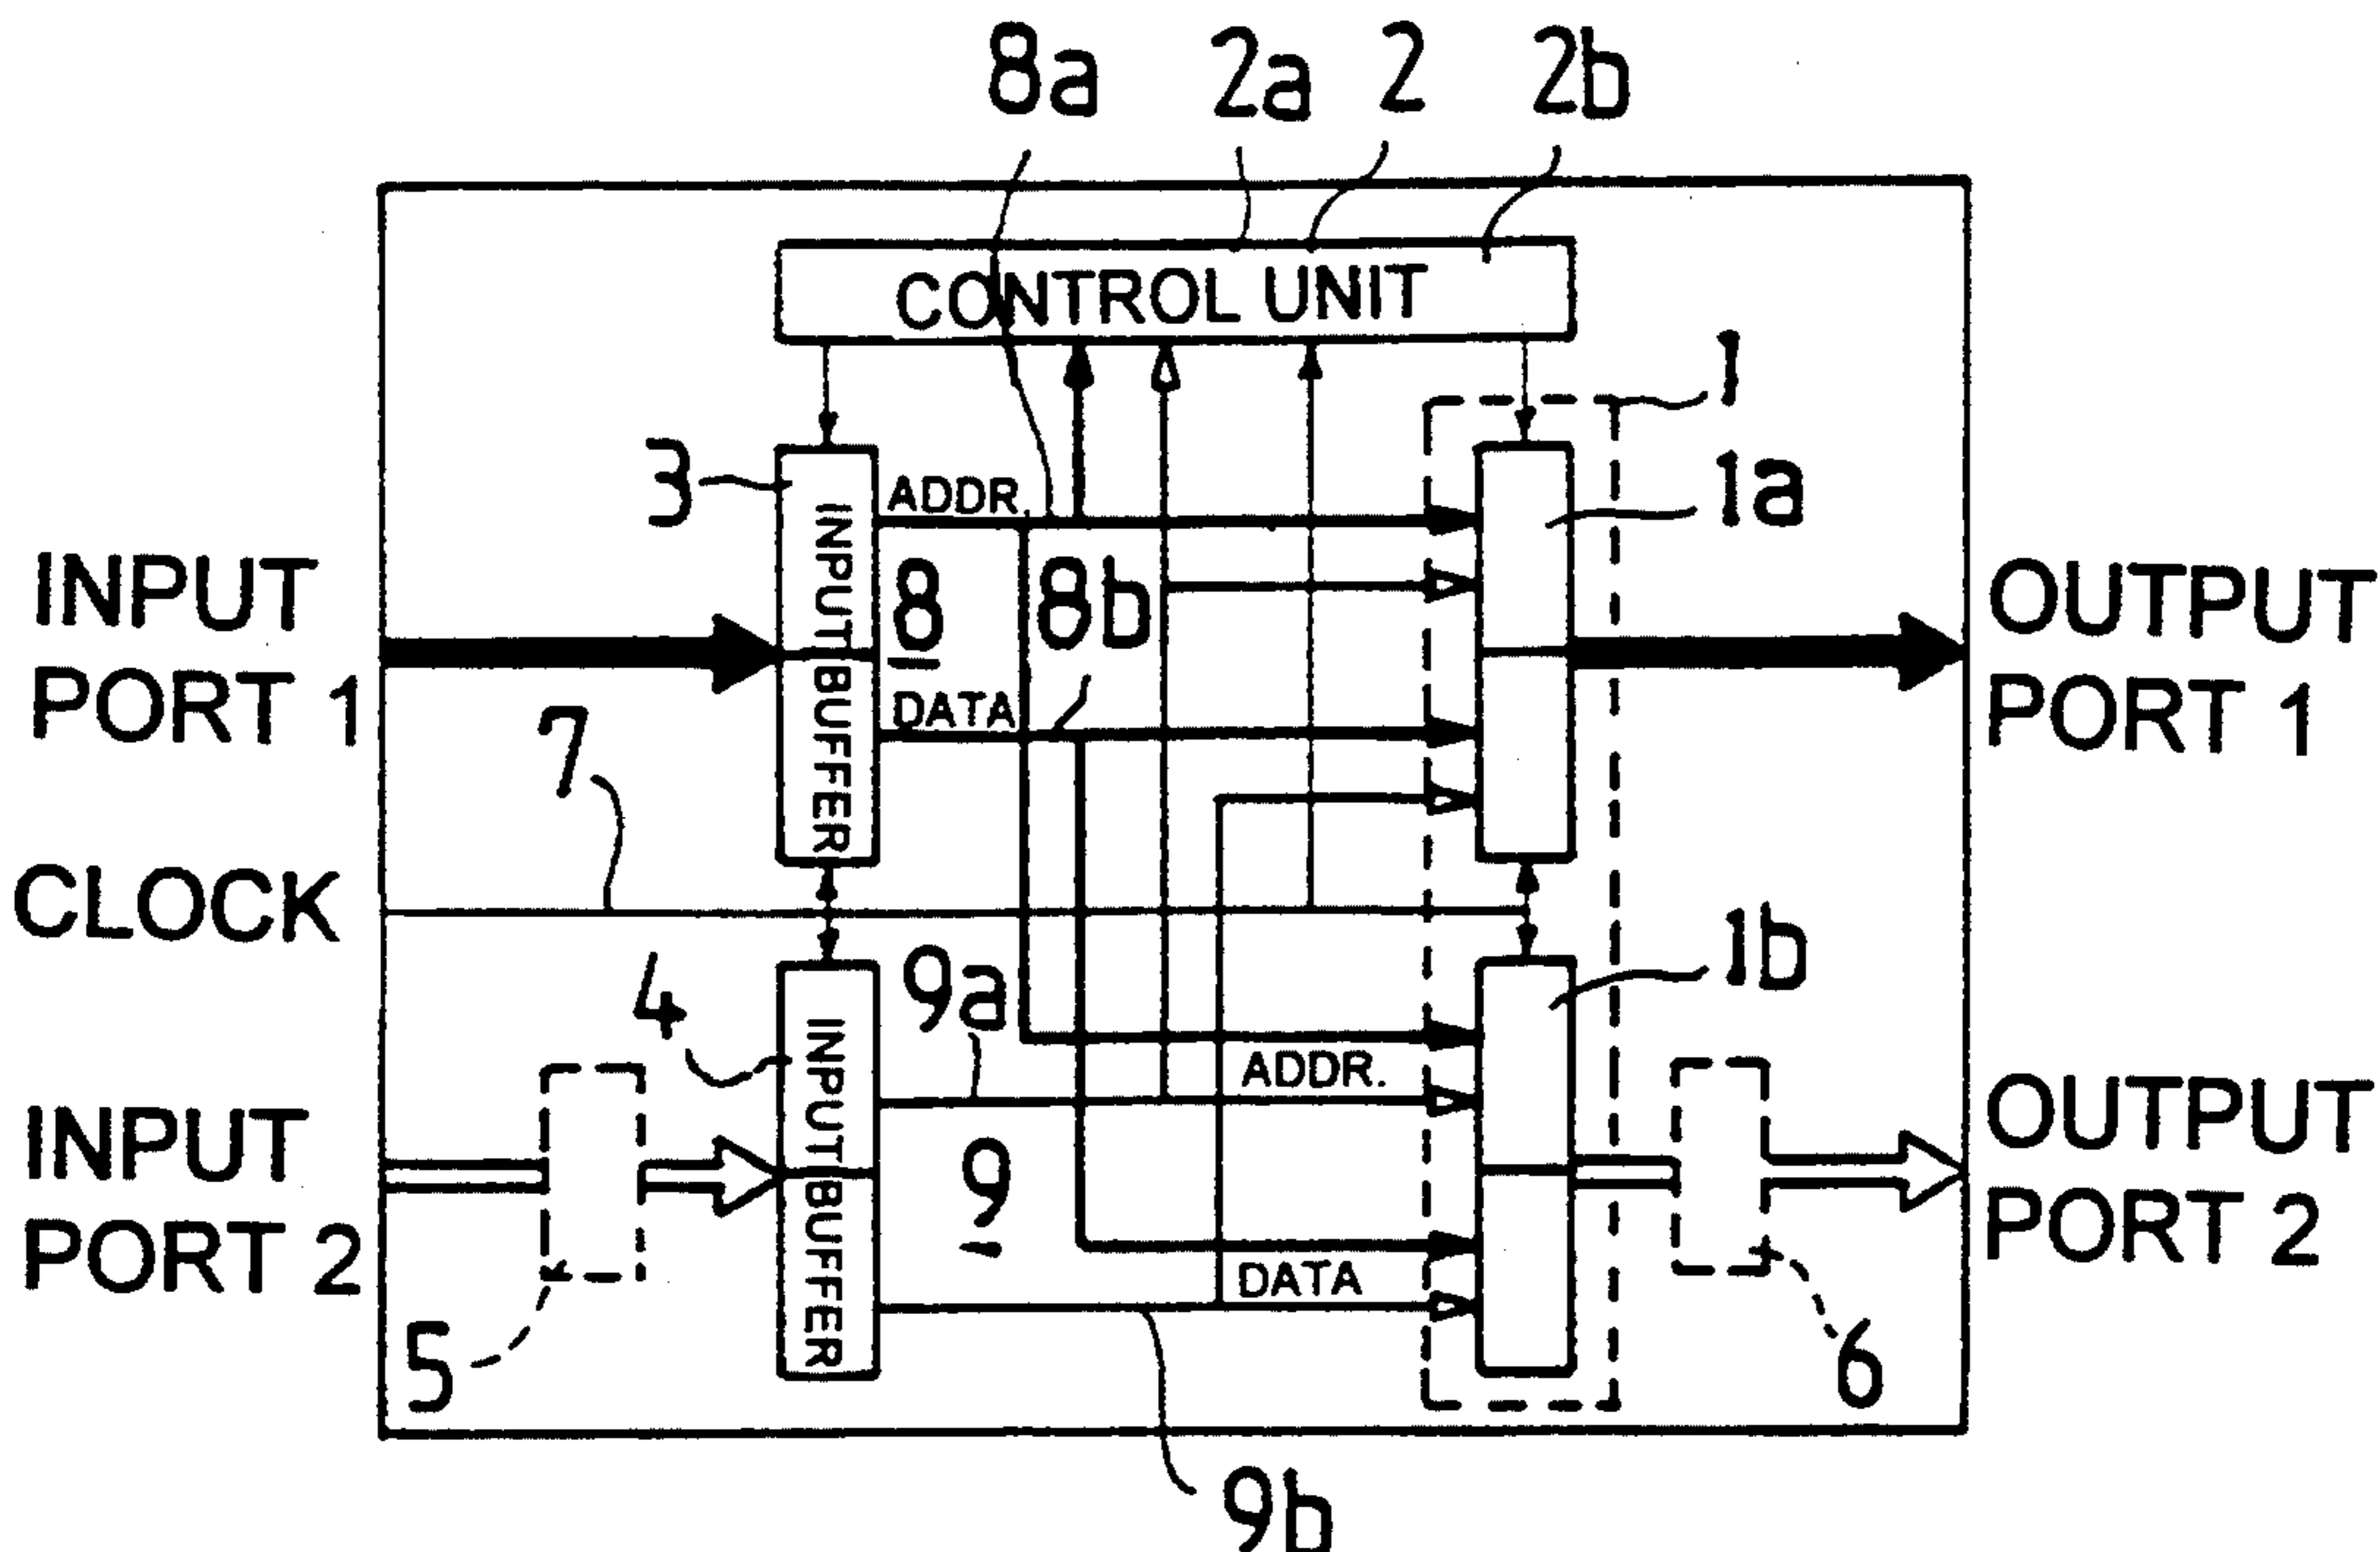 8a 2a 2 2b
CONTROL UNIT
1
3
ADDR.
1a
INPUT BUFFER
INPUT
PORT 1
8
8b
OUTPUT
PORT 1
DATA
7
CLOCK
1b
4
9a
INPUT BUFFER
ADDR.
INPUT
PORT 2
9
OUTPUT
PORT 2
DATA
5
6
9b